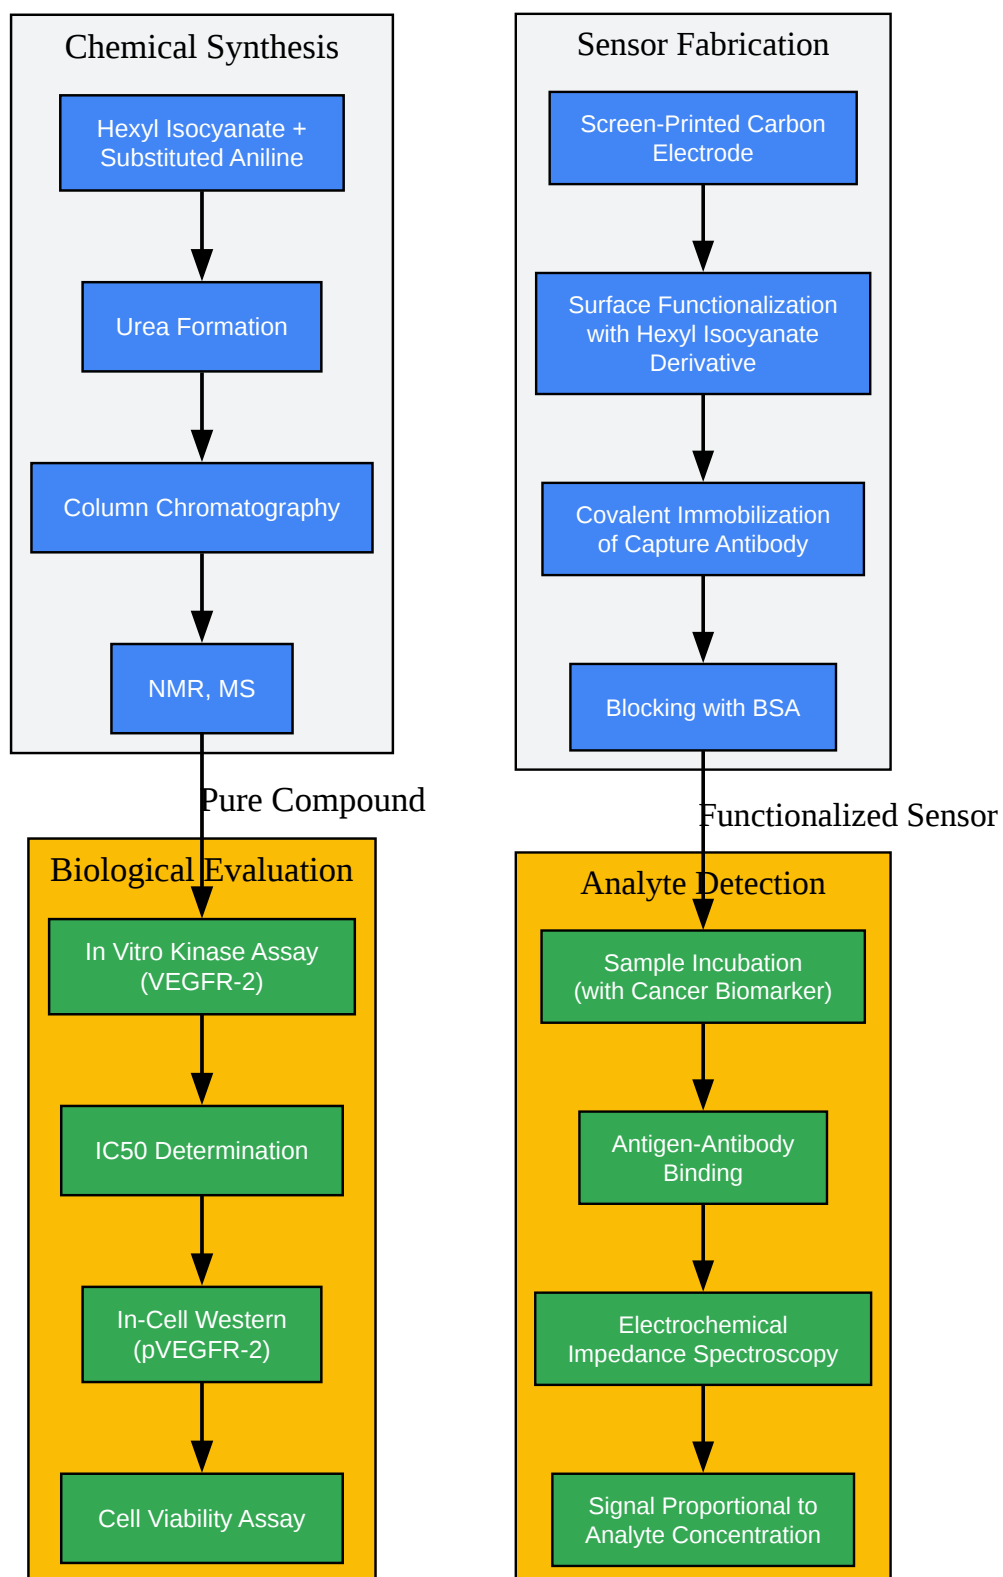 Chemical Synthesis
Hexyl Isocyanate +
Substituted Aniline
Urea Formation
Column Chromatography
NMR, MS
Pure Compound
Biological Evaluation
In Vitro Kinase Assay
(VEGFR-2)
IC50 Determination
In-Cell Western
(pVEGFR-2)
Cell Viability Assay
Sensor Fabrication
Screen-Printed Carbon
Electrode
Surface Functionalization
with Hexyl Isocyanate
Derivative
Covalent Immobilization
of Capture Antibody
Blocking with BSA
Functionalized Sensor
Analyte Detection
Sample Incubation
(with Cancer Biomarker)
Antigen-Antibody
Binding
Electrochemical
Impedance Spectroscopy
Signal Proportional to
Analyte Concentration